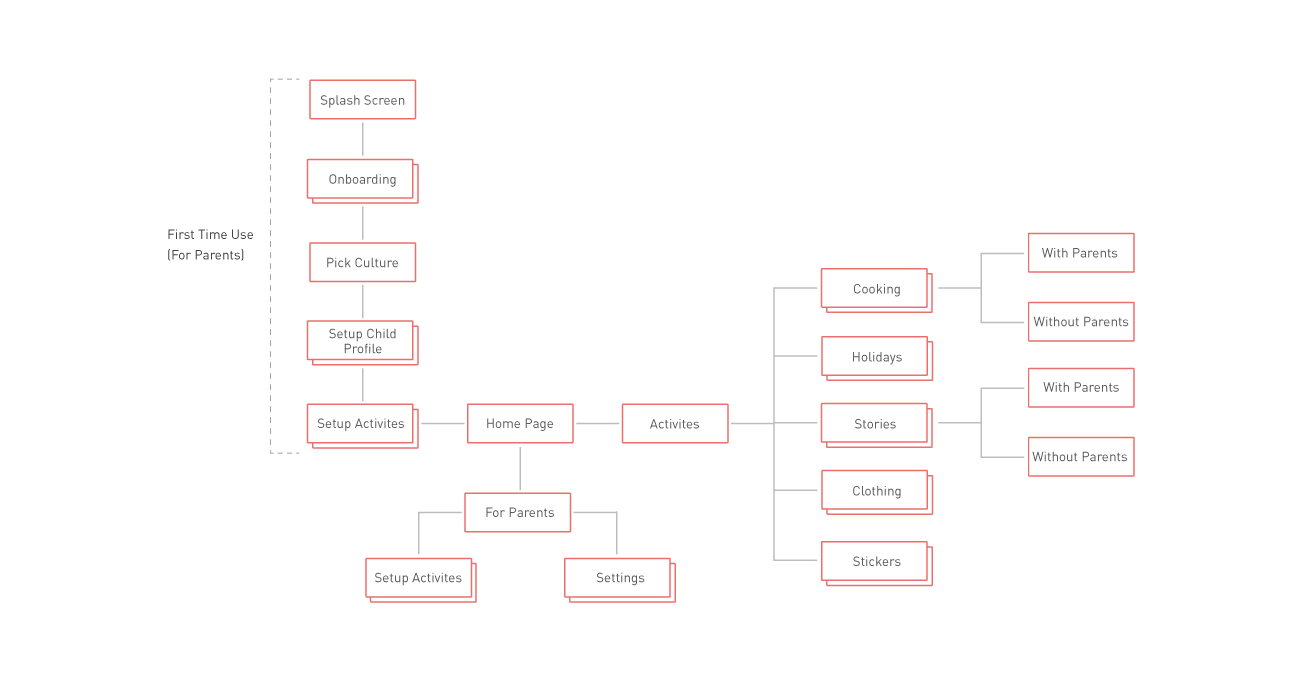 Splash Screen
Onboarding
First Time Use
(For Parents)
Pick Culture
Setup Child
Profile
Setup Activites
Home Page
Activites
For Parents
Setup Activites
Settings
Cooking
With Parents
Without Parents
Holidays
Stories
With Parents
Without Parents
Clothing
Stickers